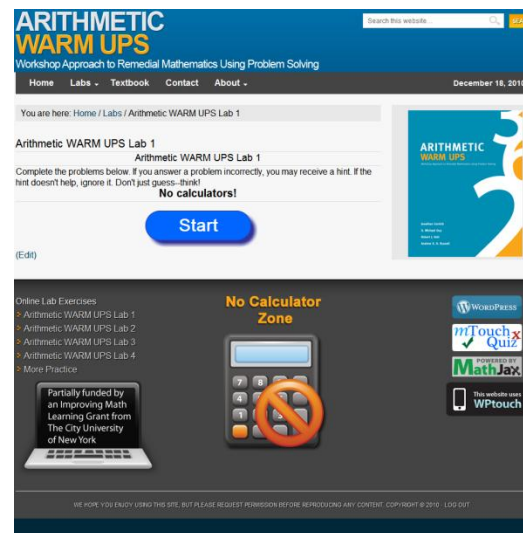 ARITHMETIC
WARM UPS
Workshop Approach to Remedial Mathematics Using Problem Solving
Search this website...
Home Labs Textbook Contact About
December 18, 2010
You are here: Home / Labs / Arithmetic WARM UPS Lab 1
Arithmetic WARM UPS Lab 1
Arithmetic WARM UPS Lab 1
Complete the problems below. If you answer a problem incorrectly, you may receive a hint. If the
hint doesn't help, ignore it. Don't just guess--think!
No calculators!
Start
(Edit)
ARITHMETIC
WARM UPS
Online Lab Exercises
> Arithmetic WARM UPS Lab 1
> Arithmetic WARM UPS Lab 2
> Arithmetic WARM UPS Lab 3
> Arithmetic WARM UPS Lab 4
> More Practice
Partially funded by
an Improving Math
Learning Grant from
The City University
of New York
No Calculator
Zone
7 8
4
1
WORDPRESS
mTouch x
Quiz
POWERED BY
MathJax
This website uses
WPtouch
WE HOPE YOU ENJOY USING THIS SITE, BUT PLEASE REQUEST PERMISSION BEFORE REPRODUCING ANY CONTENT. COPYRIGHT © 2010 · LOG OUT